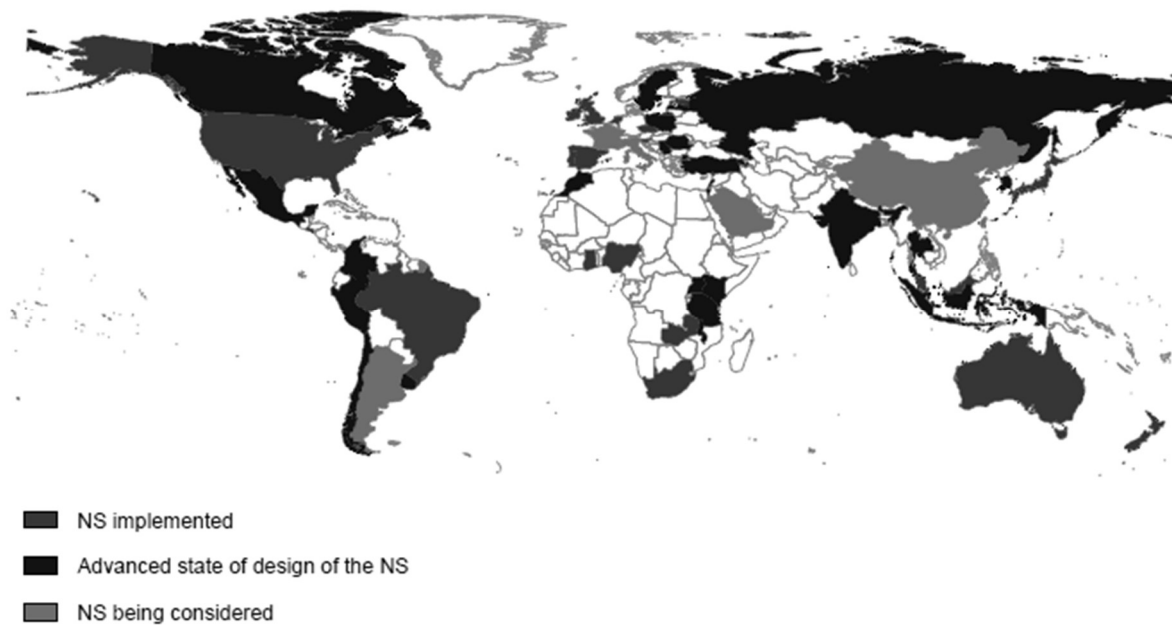 NS implemented
Advanced state of design of the NS
NS being considered